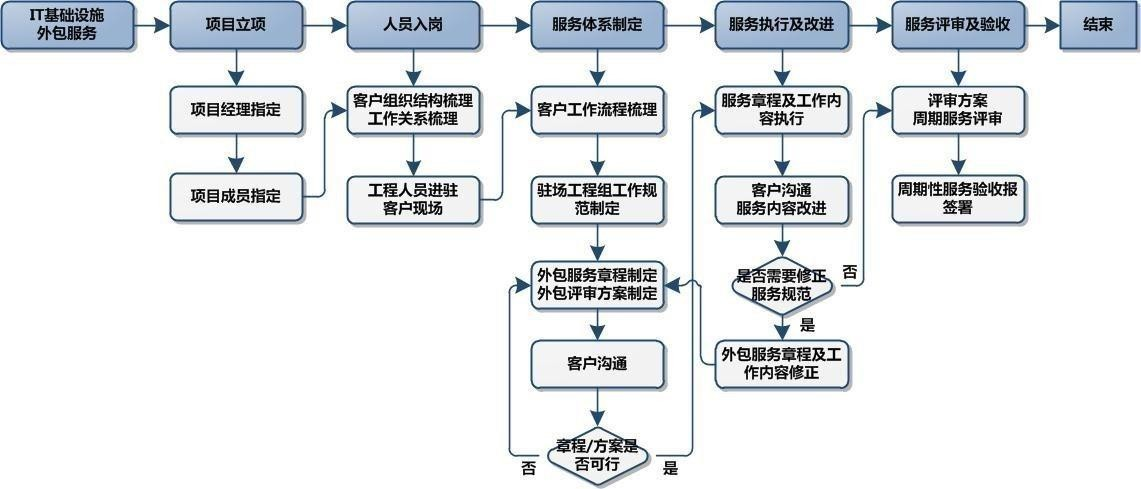 IT基础设施
外包服务
项目立项
人员入岗
服务体系制定
服务执行及改进
服务评审及验收
结束
项目经理指定
项目成员指定
客户组织结构梳理
工作关系梳理
工程人员进驻
客户现场
客户工作流程梳理
驻场工程组工作规
范制定
外包服务章程制定
外包评审方案制定
客户沟通
章程/方案是
否可行
否
是
服务章程及工作内
容执行
客户沟通
服务内容改进
是否需要修正
服务规范
否
是
外包服务章程及工
作内容修正
评审方案
周期服务评审
周期性服务验收报
签署